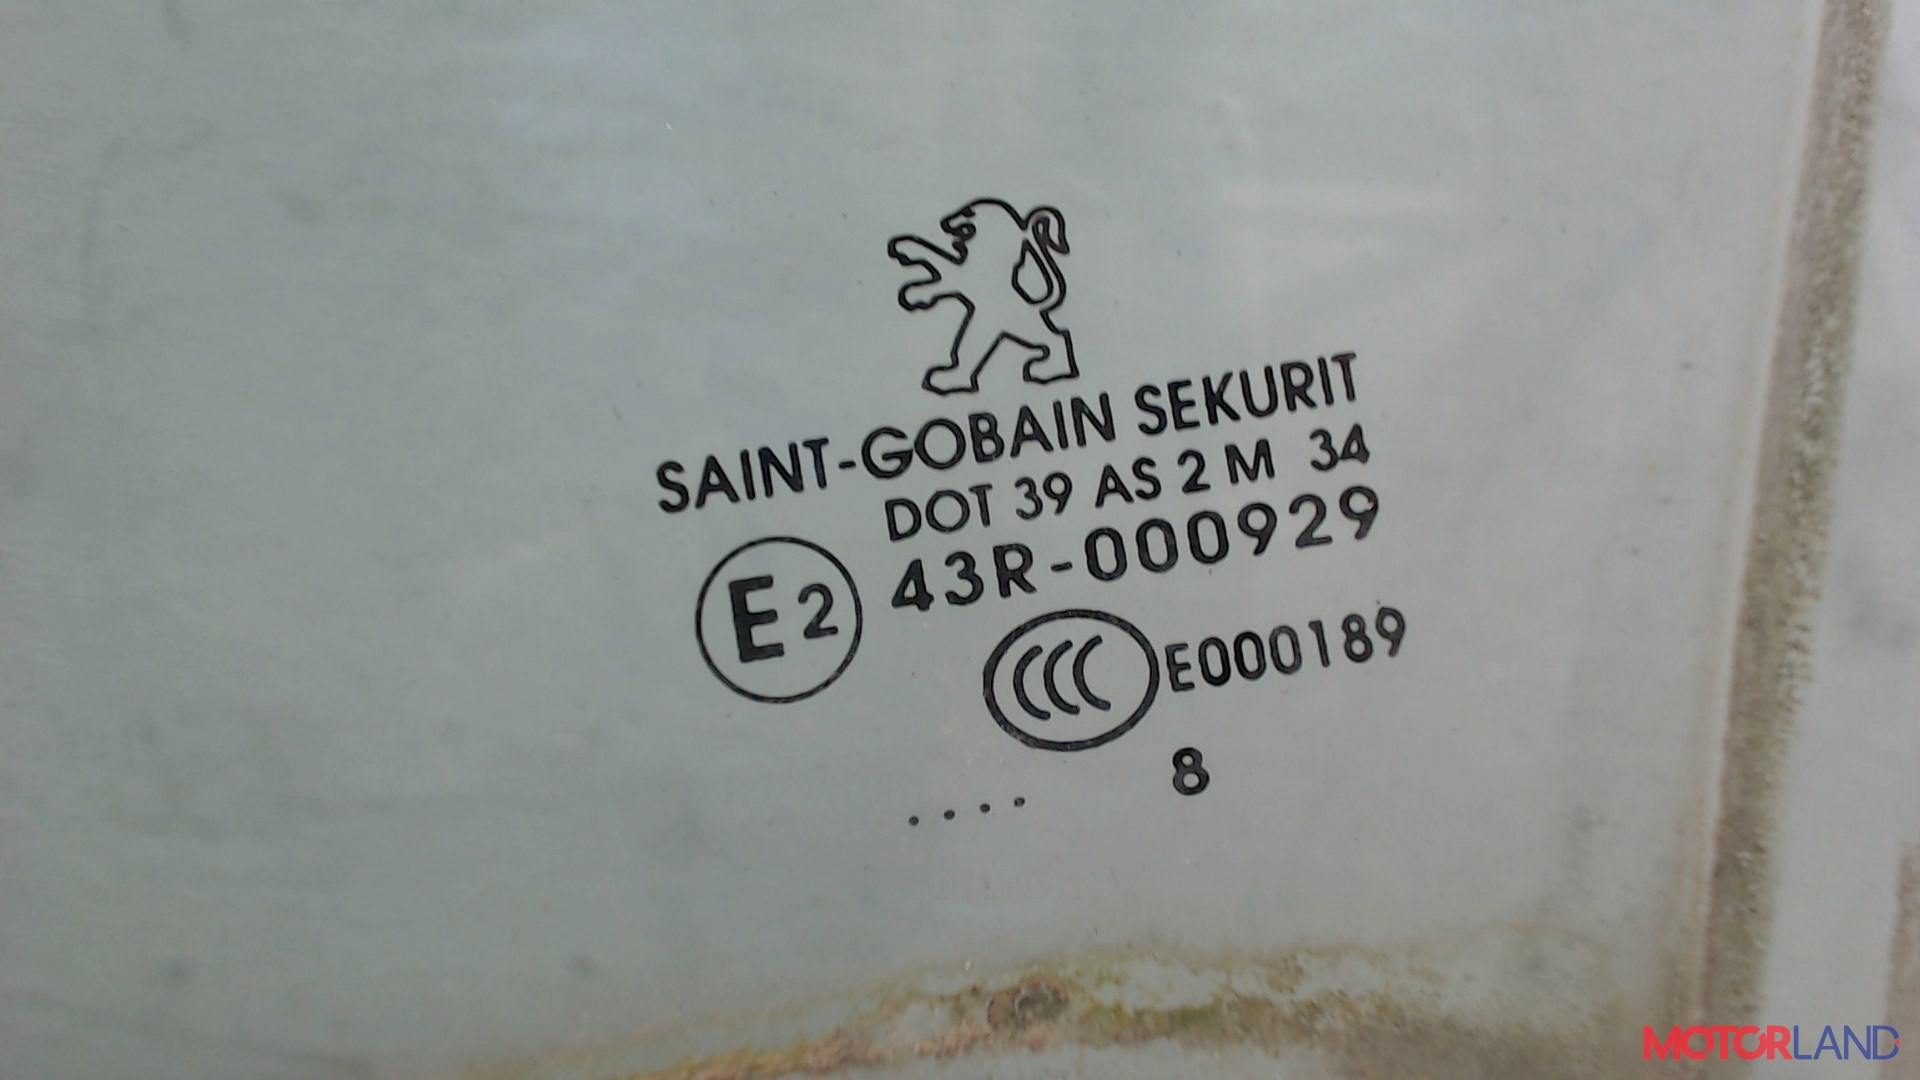 SAINT-GOBAIN SEKURIT
DOT 39 AS 2 M 34
E2 43R-000929
CCC E000189
.... 8
MOTORLAND